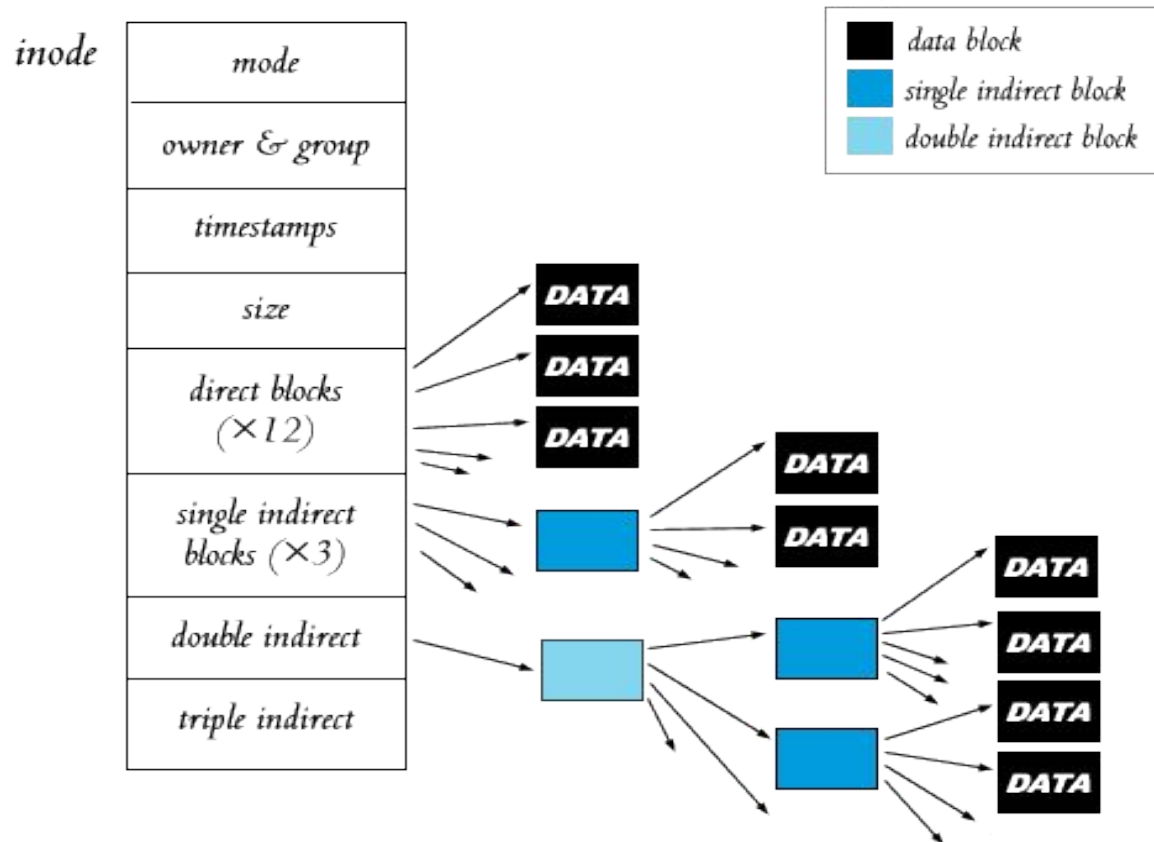 inode
mode
owner & group
timestamps
size
direct blocks
(×12)
single indirect
blocks (×3)
double indirect
triple indirect
data block
single indirect block
double indirect block
DATA
DATA
DATA
DATA
DATA
DATA
DATA
DATA
DATA